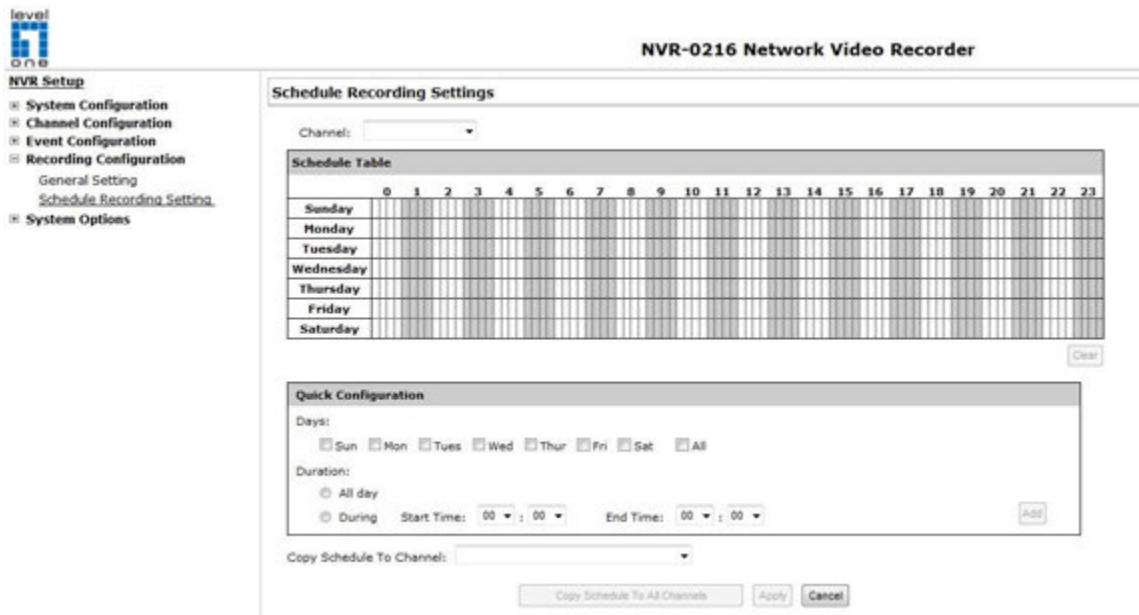 level
one
NVR-0216 Network Video Recorder
NVR Setup
System Configuration
Channel Configuration
Event Configuration
Recording Configuration
General Setting
Schedule Recording Setting
System Options
Schedule Recording Settings
Channel:
Schedule Table
0 1 2 3 4 5 6 7 8 9 10 11 12 13 14 15 16 17 18 19 20 21 22 23
Sunday
Monday
Tuesday
Wednesday
Thursday
Friday
Saturday
Clear
Quick Configuration
Days:
Sun Mon Tues Wed Thur Fri Sat All
Duration:
All day
During Start Time: 00 : 00 End Time: 00 : 00
Add
Copy Schedule To Channel:
Copy Schedule To All Channels Apply Cancel